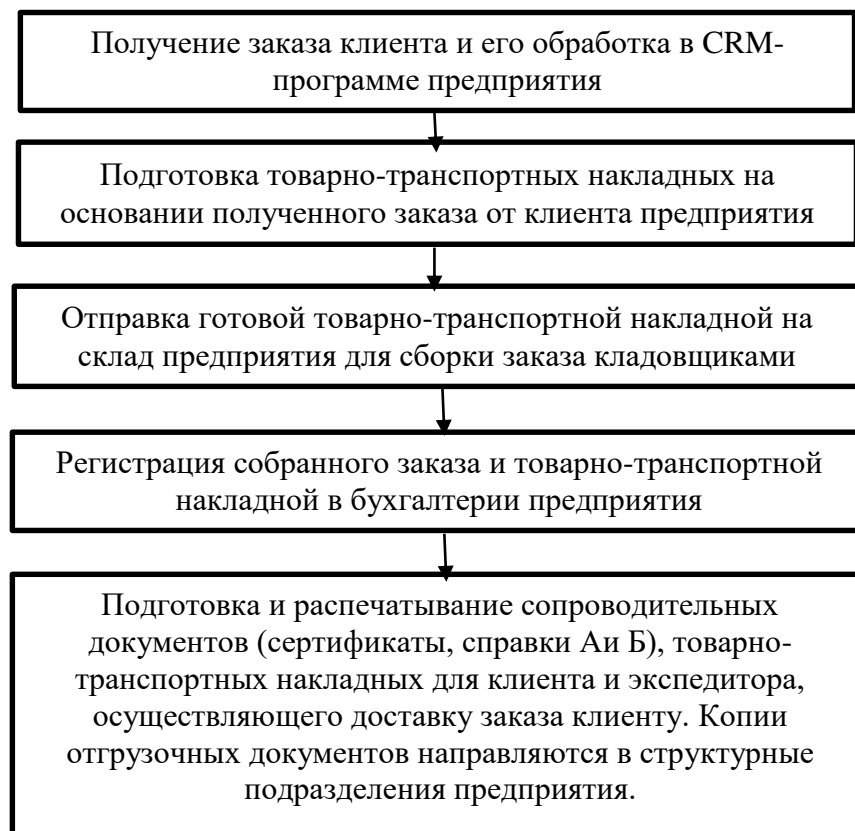 Получение заказа клиента и его обработка в CRM-
программе предприятия
Подготовка товарно-транспортных накладных на
основании полученного заказа от клиента предприятия
Отправка готовой товарно-транспортной накладной на
склад предприятия для сборки заказа кладовщиками
Регистрация собранного заказа и товарно-транспортной
накладной в бухгалтерии предприятия
Подготовка и распечатывание сопроводительных
документов (сертификаты, справки Аи Б), товарно-
транспортных накладных для клиента и экспедитора,
осуществляющего доставку заказа клиенту. Копии
отгрузочных документов направляются в структурные
подразделения предприятия.